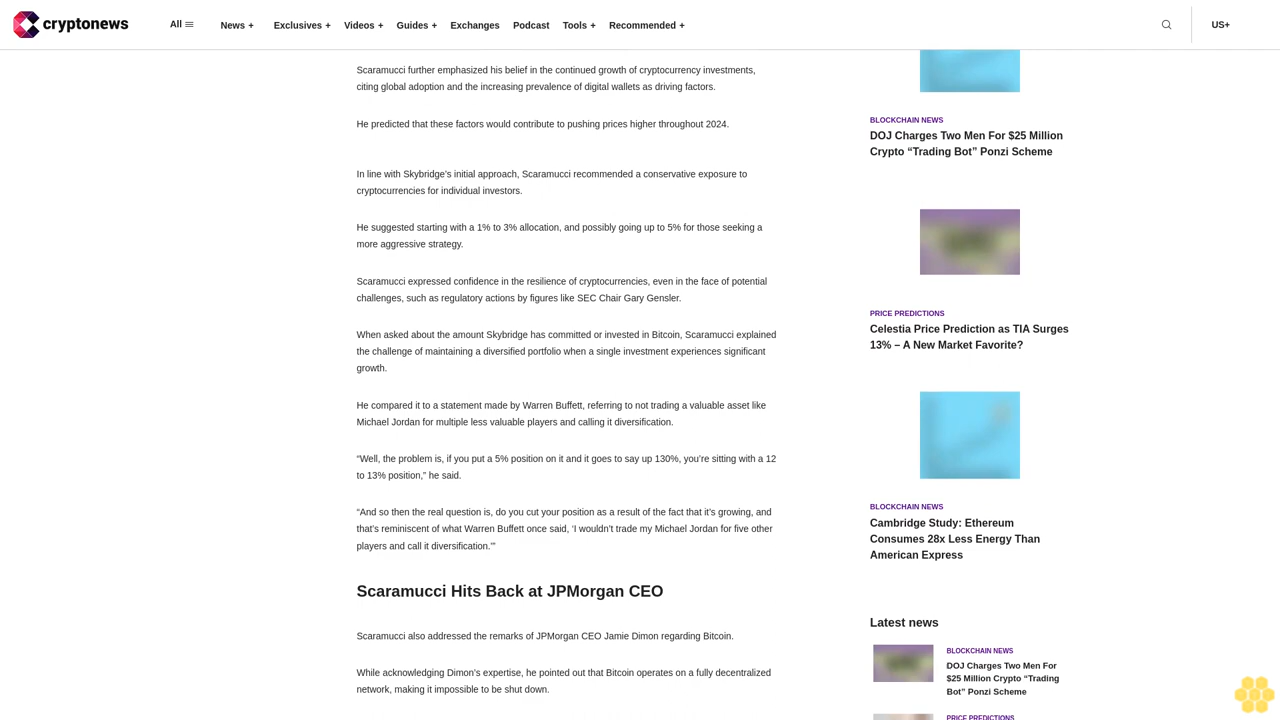 cryptonews
All
News +
Exclusives +
Videos +
Guides +
Exchanges
Podcast
Tools +
Recommended +
US+
Scaramucci further emphasized his belief in the continued growth of cryptocurrency investments,
citing global adoption and the increasing prevalence of digital wallets as driving factors.
He predicted that these factors would contribute to pushing prices higher throughout 2024.
In line with Skybridge’s initial approach, Scaramucci recommended a conservative exposure to
cryptocurrencies for individual investors.
He suggested starting with a 1% to 3% allocation, and possibly going up to 5% for those seeking a
more aggressive strategy.
Scaramucci expressed confidence in the resilience of cryptocurrencies, even in the face of potential
challenges, such as regulatory actions by figures like SEC Chair Gary Gensler.
When asked about the amount Skybridge has committed or invested in Bitcoin, Scaramucci explained
the challenge of maintaining a diversified portfolio when a single investment experiences significant
growth.
He compared it to a statement made by Warren Buffett, referring to not trading a valuable asset like
Michael Jordan for multiple less valuable players and calling it diversification.
“Well, the problem is, if you put a 5% position on it and it goes to say up 130%, you’re sitting with a 12
to 13% position,” he said.
“And so then the real question is, do you cut your position as a result of the fact that it’s growing, and
that’s reminiscent of what Warren Buffett once said, ‘I wouldn’t trade my Michael Jordan for five other
players and call it diversification.’”
Scaramucci Hits Back at JPMorgan CEO
Scaramucci also addressed the remarks of JPMorgan CEO Jamie Dimon regarding Bitcoin.
While acknowledging Dimon’s expertise, he pointed out that Bitcoin operates on a fully decentralized
network, making it impossible to be shut down.
BLOCKCHAIN NEWS
DOJ Charges Two Men For $25 Million
Crypto “Trading Bot” Ponzi Scheme
PRICE PREDICTIONS
Celestia Price Prediction as TIA Surges
13% – A New Market Favorite?
BLOCKCHAIN NEWS
Cambridge Study: Ethereum
Consumes 28x Less Energy Than
American Express
Latest news
BLOCKCHAIN NEWS
DOJ Charges Two Men For
$25 Million Crypto “Trading
Bot” Ponzi Scheme
PRICE PREDICTIONS